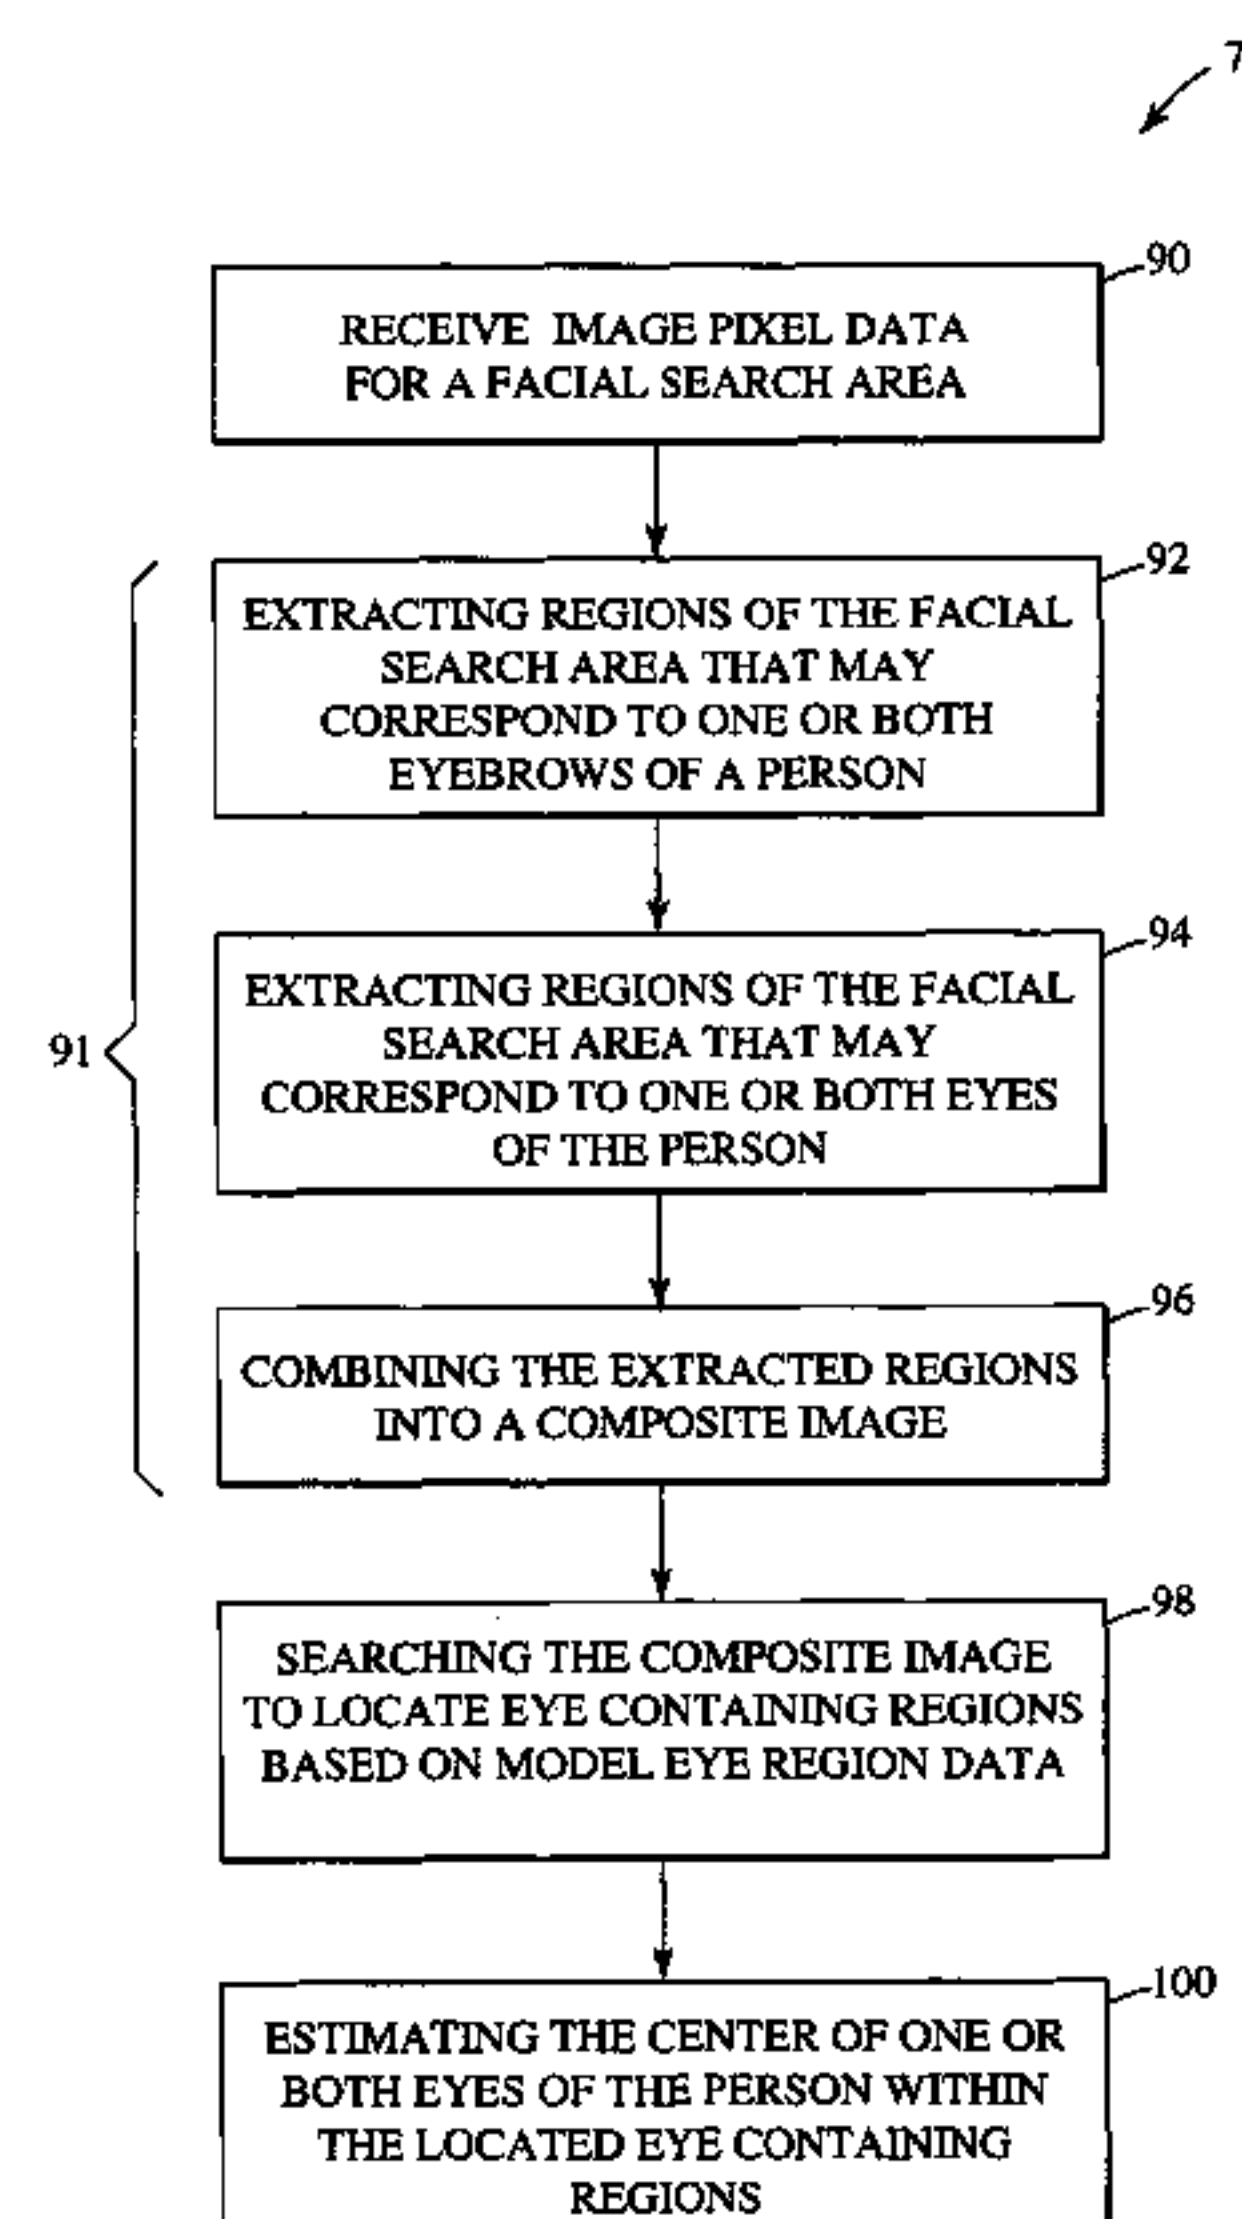 90
RECEIVE IMAGE PIXEL DATA
FOR A FACIAL SEARCH AREA
92
EXTRACTING REGIONS OF THE FACIAL
SEARCH AREA THAT MAY
CORRESPOND TO ONE OR BOTH
EYEBROWS OF A PERSON
94
EXTRACTING REGIONS OF THE FACIAL
SEARCH AREA THAT MAY
CORRESPOND TO ONE OR BOTH EYES
OF THE PERSON
91
96
COMBINING THE EXTRACTED REGIONS
INTO A COMPOSITE IMAGE
98
SEARCHING THE COMPOSITE IMAGE
TO LOCATE EYE CONTAINING REGIONS
BASED ON MODEL EYE REGION DATA
100
ESTIMATING THE CENTER OF ONE OR
BOTH EYES OF THE PERSON WITHIN
THE LOCATED EYE CONTAINING
REGIONS